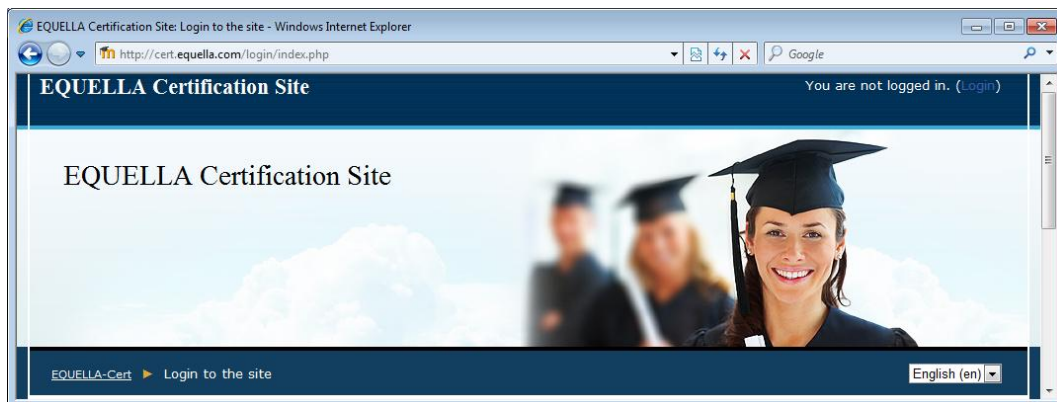 EQUELLA Certification Site: Login to the site - Windows Internet Explorer
http://cert.equella.com/login/index.php
Google
EQUELLA Certification Site
You are not logged in. (Login)
EQUELLA Certification Site
EQUELLA-Cert ► Login to the site
English (en)